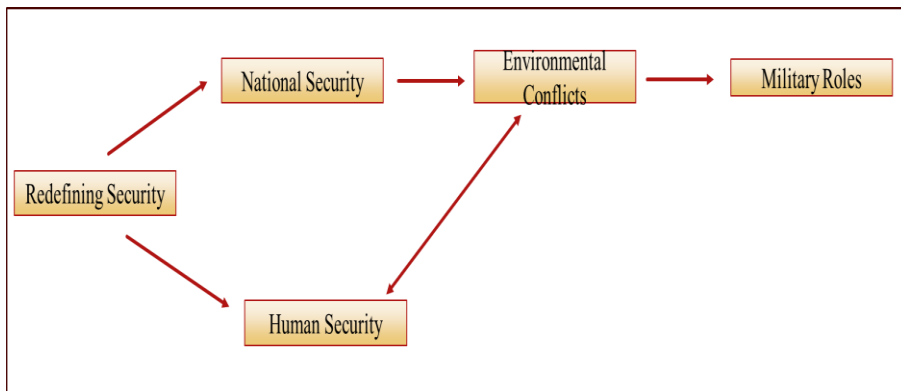 National Security
Environmental
Conflicts
Military Roles
Redefining Security
Human Security